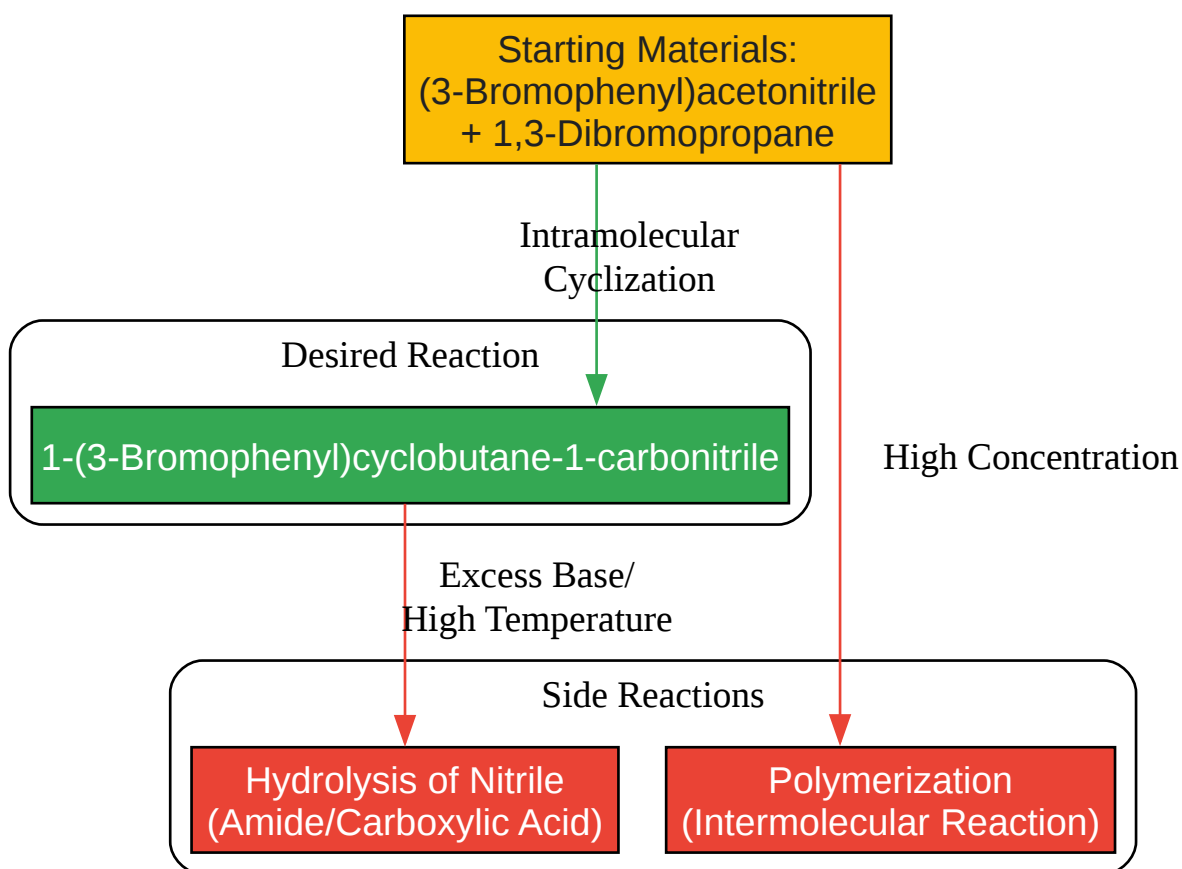 Starting Materials:
(3-Bromophenyl)acetonitrile
+ 1,3-Dibromopropane
Intramolecular
Cyclization
Desired Reaction
1-(3-Bromophenyl)cyclobutane-1-carbonitrile
High Concentration
Excess Base/
High Temperature
Side Reactions
Hydrolysis of Nitrile
(Amide/Carboxylic Acid)
Polymerization
(Intermolecular Reaction)